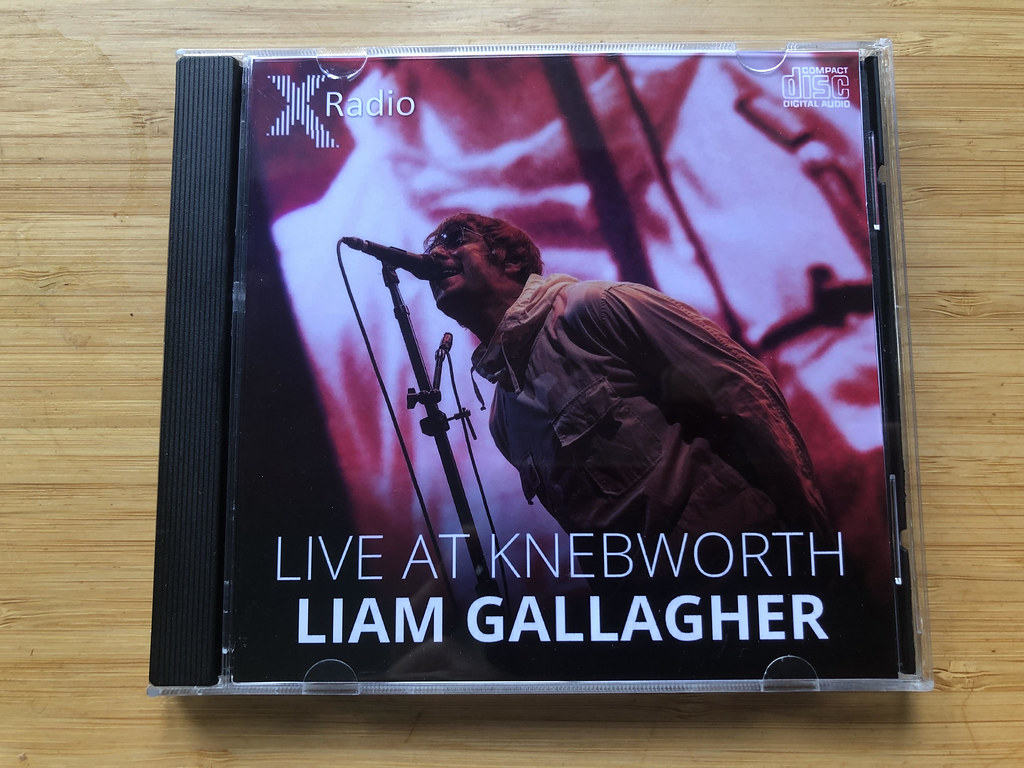 X Radio
COMPACT
disc
DIGITAL AUDIO
LIVE AT KNEBWORTH
LIAM GALLAGHER